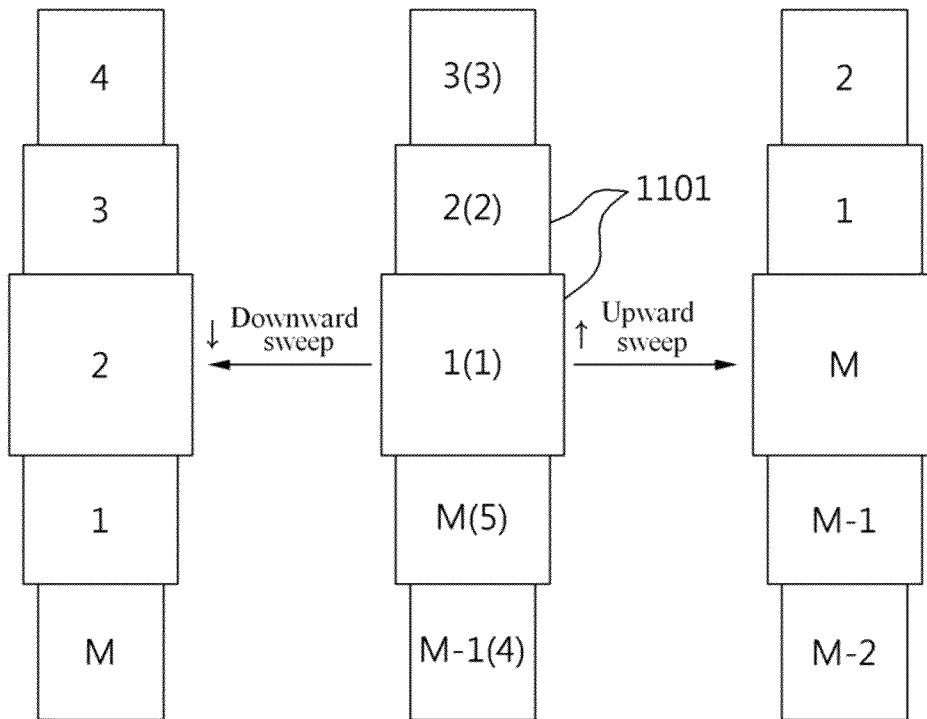 4
3
2
1
M
↓ Downward
sweep
3(3)
2(2)
1(1)
M(5)
M-1(4)
1101
↑ Upward
sweep
2
1
M
M-1
M-2